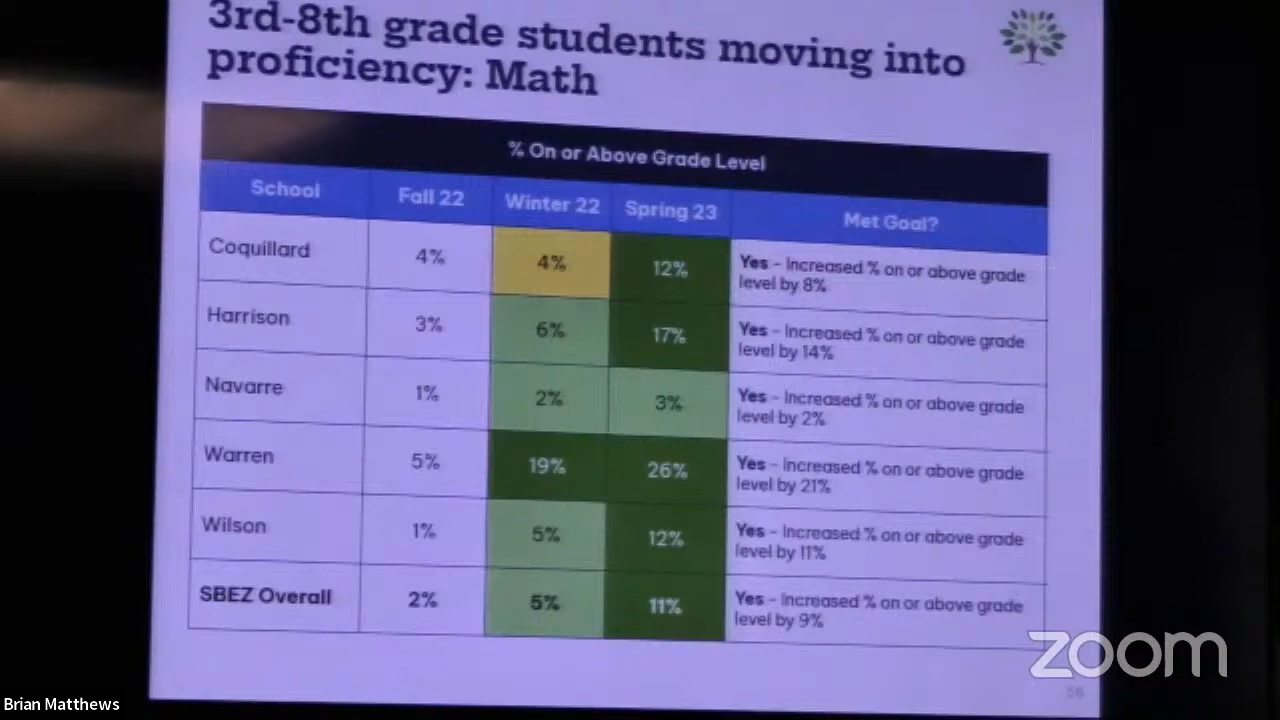 3rd-8th grade students moving into
proficiency: Math
% On or Above Grade Level
School Fall 22 Winter 22 Spring 23 Met Goal?
Coquillard 4% 4% 12% Yes - Increased % on or above grade
level by 8%
Harrison 3% 6% 17% Yes - Increased % on or above grade
level by 14%
Navarre 1% 2% 3% Yes - Increased % on or above grade
level by 2%
Warren 5% 19% 26% Yes - Increased % on or above grade
level by 21%
Wilson 1% 5% 12% Yes - Increased % on or above grade
level by 11%
SBEZ Overall 2% 5% 11% Yes - Increased % on or above grade
level by 9%
zoom
Brian Matthews